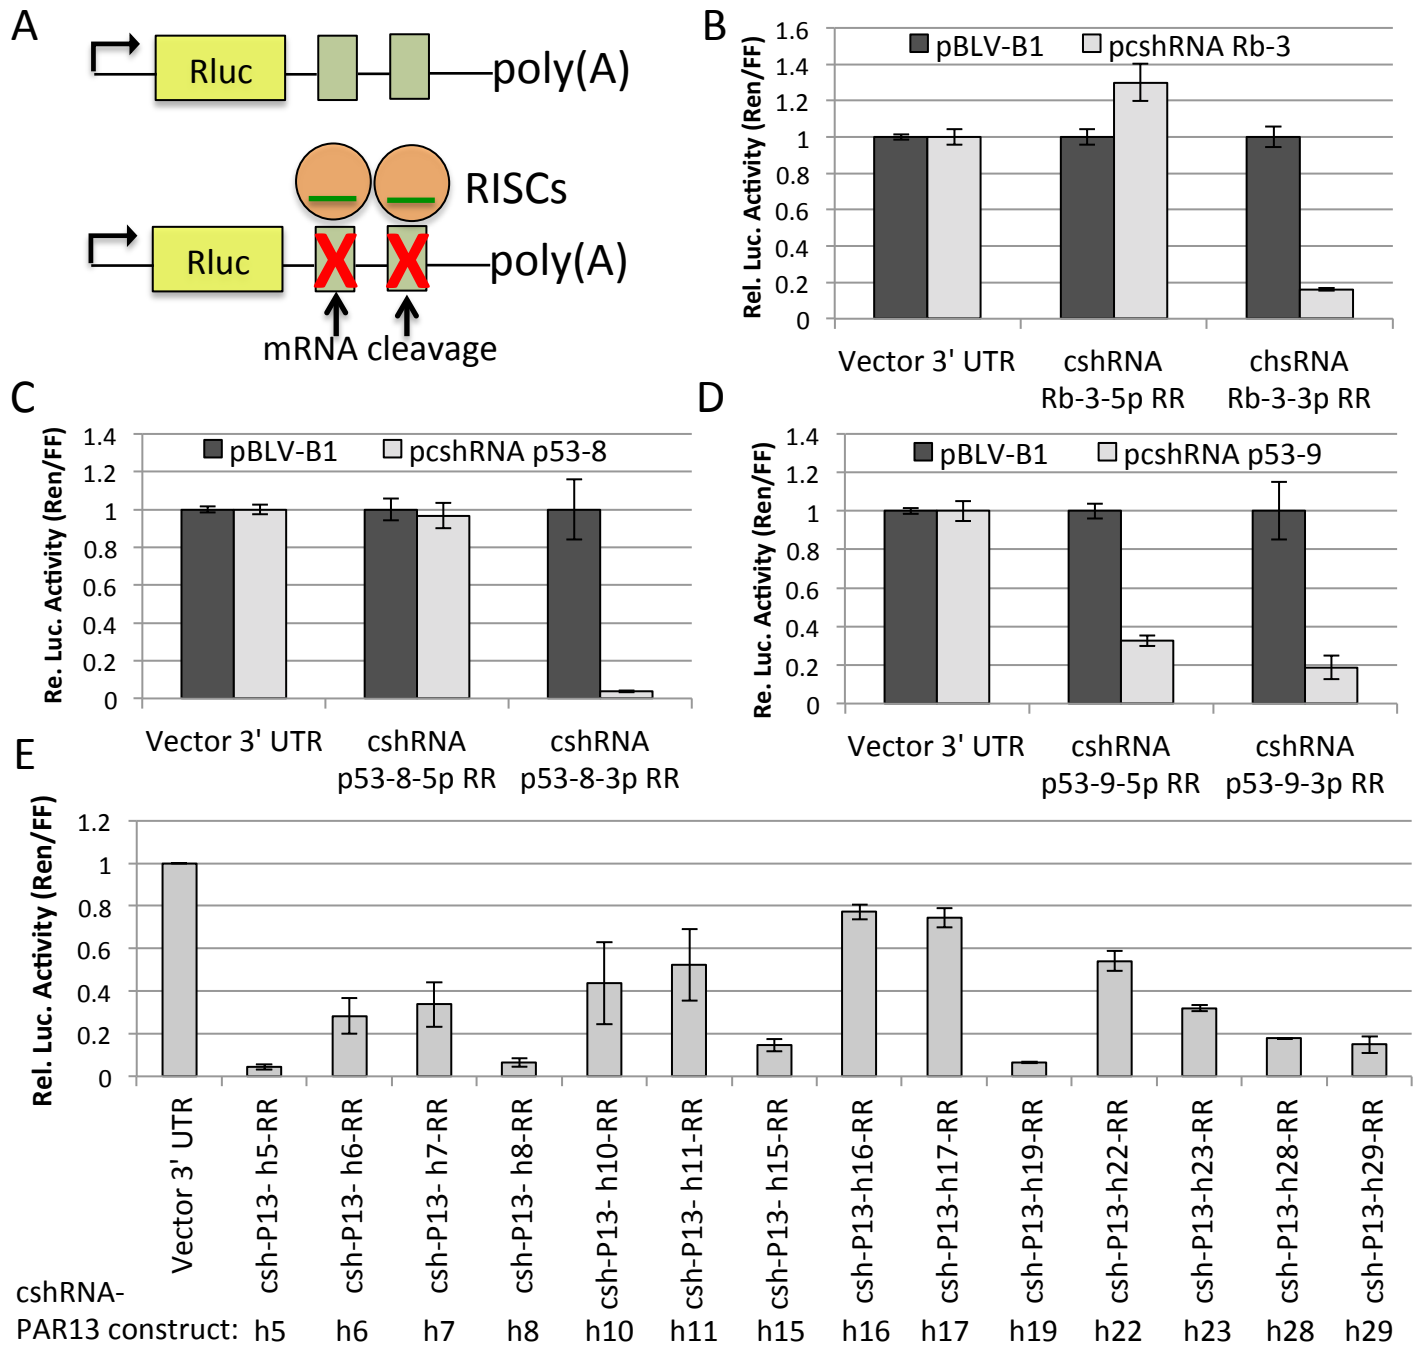 A
Rluc
poly(A)
RISCs
Rluc
poly(A)
mRNA cleavage
B
Rel. Luc. Activity (Ren/FF)
1.6
1.4
1.2
1
0.8
0.6
0.4
0.2
0
pBLV-B1 pcshRNA Rb-3
Vector 3' UTR
cshRNA
Rb-3-5p RR
chsRNA
Rb-3-3p RR
C
Re. Luc. Activity (Ren/FF)
1.4
1.2
1
0.8
0.6
0.4
0.2
0
pBLV-B1 pcshRNA p53-8
Vector 3' UTR
cshRNA
p53-8-5p RR
cshRNA
p53-8-3p RR
D
Re. Luc. Activity (Ren/FF)
1.4
1.2
1
0.8
0.6
0.4
0.2
0
pBLV-B1 pcshRNA p53-9
Vector 3' UTR
cshRNA
p53-9-5p RR
cshRNA
p53-9-3p RR
E
Rel. Luc. Activity (Ren/FF)
1.2
1
0.8
0.6
0.4
0.2
0
Vector 3' UTR
csh-P13- h5-RR
csh-P13- h6-RR
csh-P13- h7-RR
csh-P13- h8-RR
csh-P13- h10-RR
csh-P13- h11-RR
csh-P13- h15-RR
csh-P13-h16-RR
csh-P13-h17-RR
csh-P13-h19-RR
csh-P13-h22-RR
csh-P13-h23-RR
csh-P13-h28-RR
csh-P13-h29-RR
cshRNA-
PAR13 construct: h5 h6 h7 h8 h10 h11 h15 h16 h17 h19 h22 h23 h28 h29